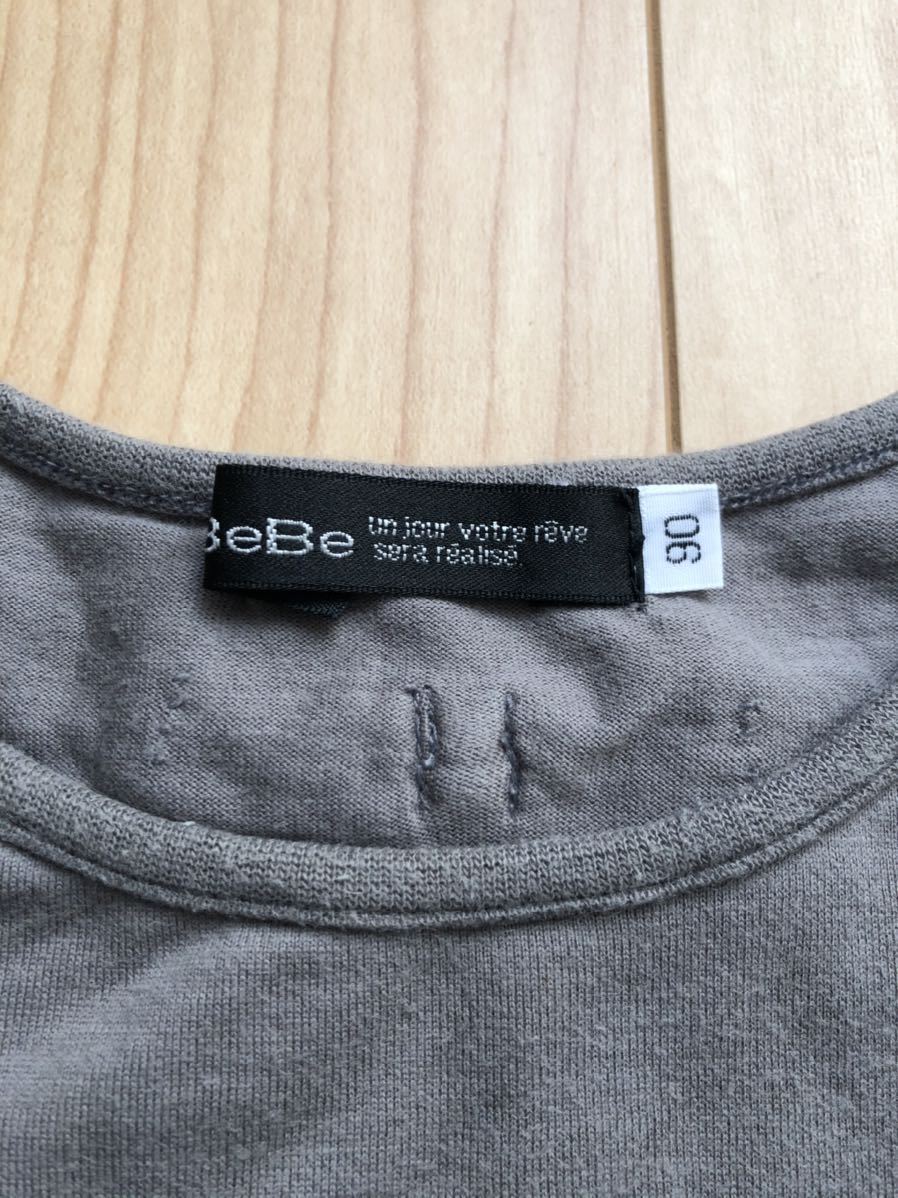 BeBe
un jour votre rêve
sera réalisé.
90